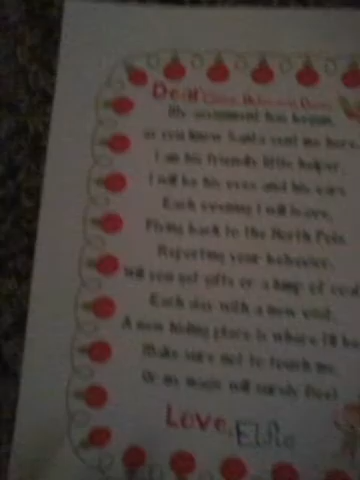 Dear
My assignment has begun,
as you know Santa sent me here.
I am his friendly little helper,
I will be his eyes and his ears.
Each evening I will leave,
Flying back to the North Pole.
Reporting your behavior,
will you get gifts or a lump of coal
Each day with a new visit,
A new hiding place is where I'll be
Make sure not to touch me,
Or my magic will surely
Love, Elfie